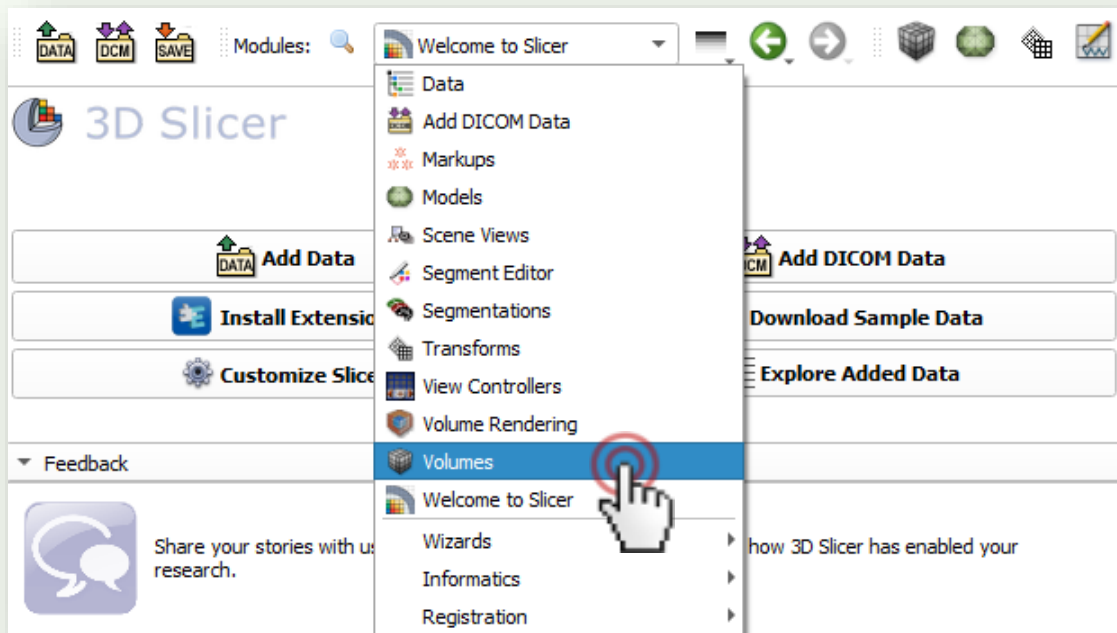 DATA DCM SAVE Modules: Welcome to Slicer
3D Slicer
Data
Add DICOM Data
Markups
Models
Scene Views
Segment Editor
Segmentations
Transforms
View Controllers
Volume Rendering
Volumes
Welcome to Slicer
Wizards
Informatics
Registration
DATA Add Data
DCM Add DICOM Data
Install Extensio
Download Sample Data
Customize Slice
Explore Added Data
Feedback
Share your stories with us how 3D Slicer has enabled your
research.